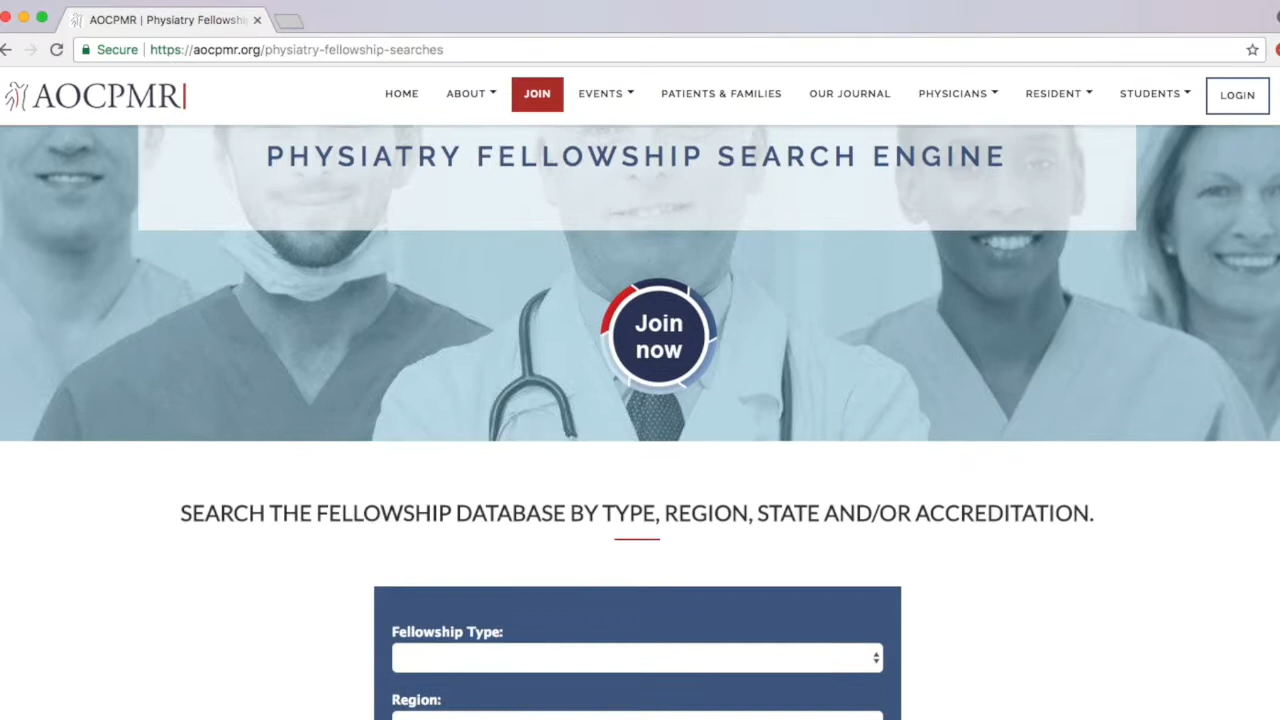 AOCPMR | Physiatry Fellowshi
Secure https://aocpmr.org/physiatry-fellowship-searches
AOCPMR
HOME ABOUT JOIN EVENTS PATIENTS & FAMILIES OUR JOURNAL PHYSICIANS RESIDENT STUDENTS LOGIN
PHYSIATRY FELLOWSHIP SEARCH ENGINE
Join
now
SEARCH THE FELLOWSHIP DATABASE BY TYPE, REGION, STATE AND/OR ACCREDITATION.
Fellowship Type:
Region: